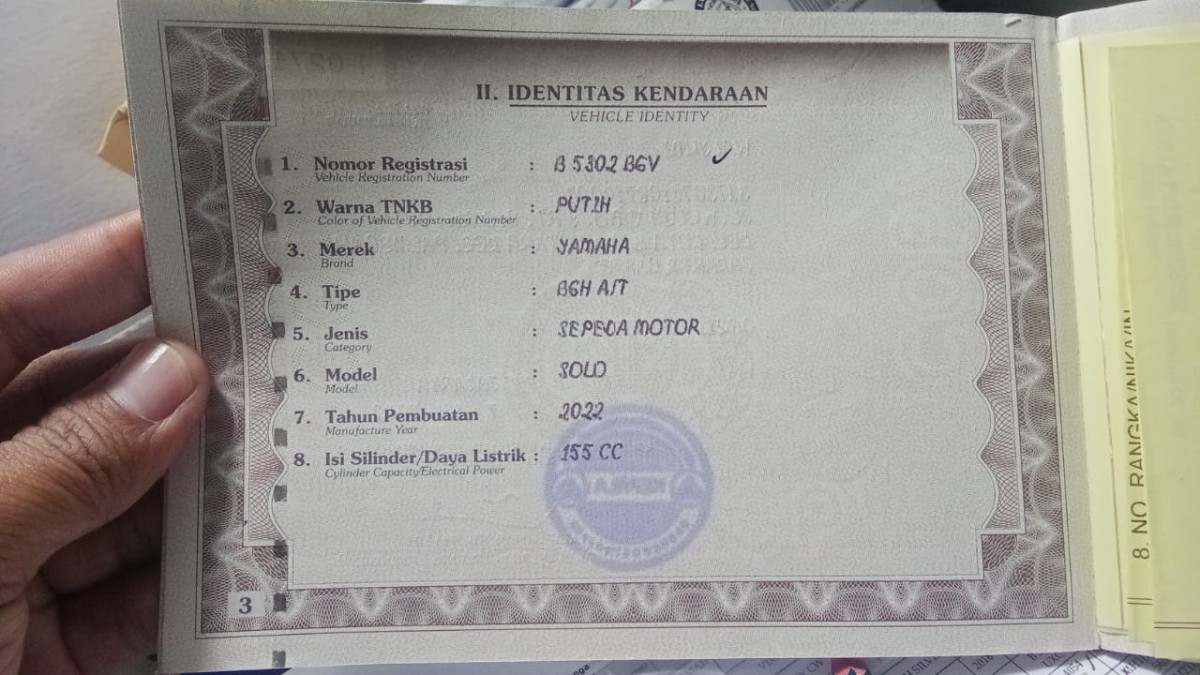 II. IDENTITAS KENDARAAN
VEHICLE IDENTITY
1. Nomor Registrasi : B 5302 BGV
Vehicle Registration Number
2. Warna TNKB : PUTIH
Color of Vehicle Registration Number
3. Merek : YAMAHA
Brand
4. Tipe : BGH A/T
Type
5. Jenis : SEPEDA MOTOR
Category
6. Model : SOLO
Model
7. Tahun Pembuatan : 2022
Manufacture Year
8. Isi Silinder/Daya Listrik : 155 CC
Cylinder Capacity/Electrical Power
3
8. NO. RANGKA/NIK/VIN